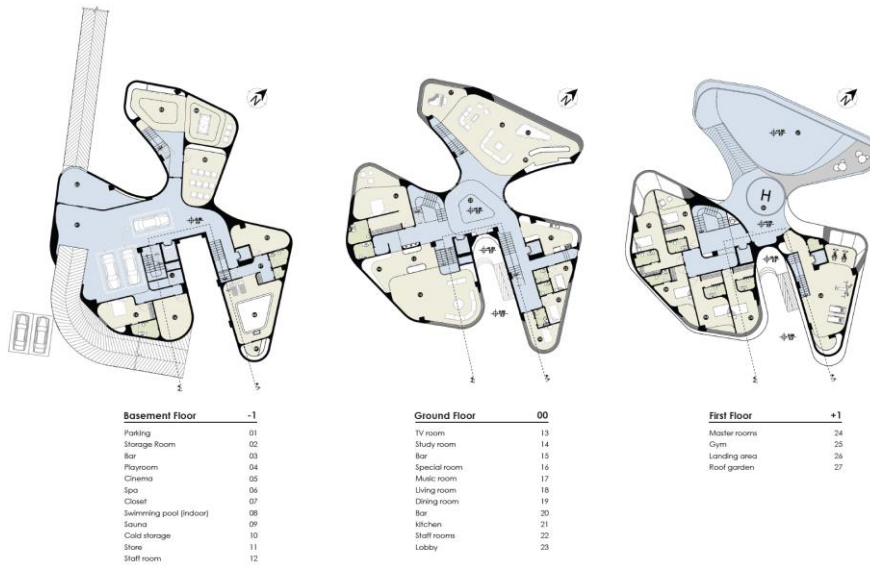 N
N
N
H
Basement Floor -1
Parking 01
Storage Room 02
Bar 03
Playroom 04
Cinema 05
Spa 06
Closet 07
Swimming pool (indoor) 08
Sauna 09
Cold storage 10
Store 11
Staff room 12
Ground Floor 00
TV room 13
Study room 14
Bar 15
Special room 16
Music room 17
Living room 18
Dining room 19
Bar 20
kitchen 21
Staff rooms 22
Lobby 23
First Floor +1
Master rooms 24
Gym 25
Landing area 26
Roof garden 27